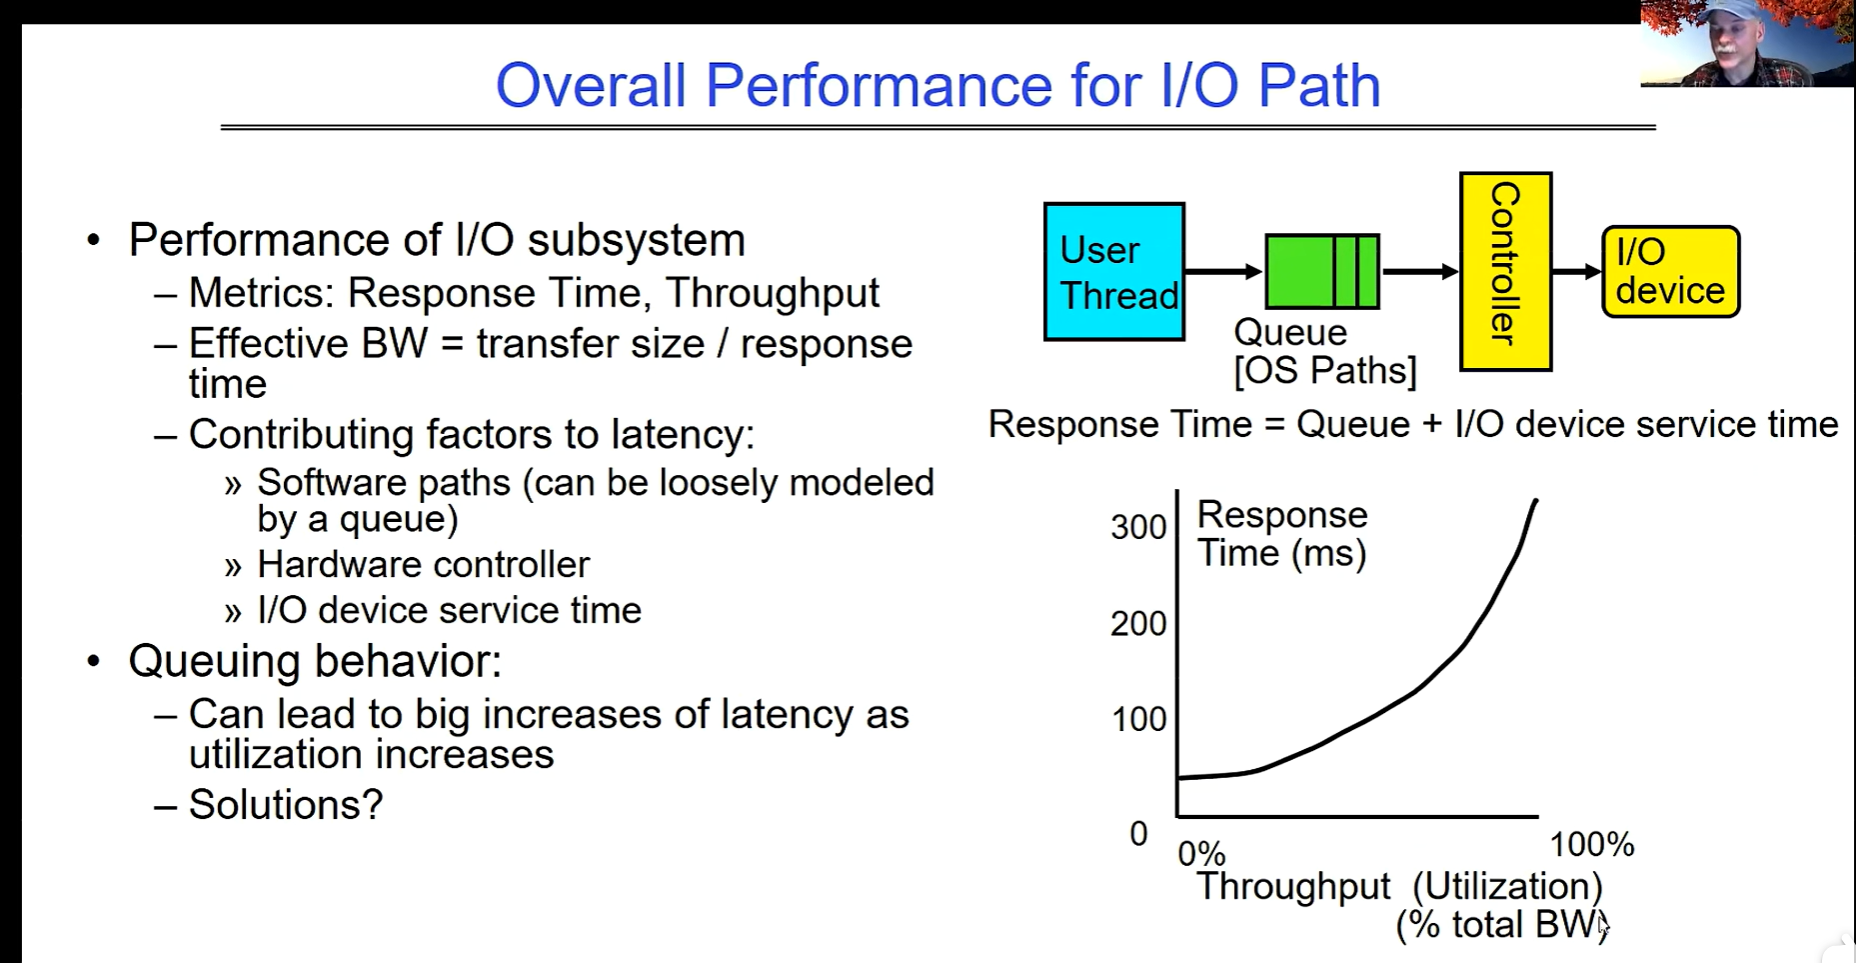 Overall Performance for I/O Path
• Performance of I/O subsystem
– Metrics: Response Time, Throughput
– Effective BW = transfer size / response
time
– Contributing factors to latency:
» Software paths (can be loosely modeled
by a queue)
» Hardware controller
» I/O device service time
• Queuing behavior:
– Can lead to big increases of latency as
utilization increases
– Solutions?
User
Thread
Queue
[OS Paths]
Controller
I/O
device
Response Time = Queue + I/O device service time
Response
Time (ms)
300
200
100
0
0%
100%
Throughput (Utilization)
(% total BW)